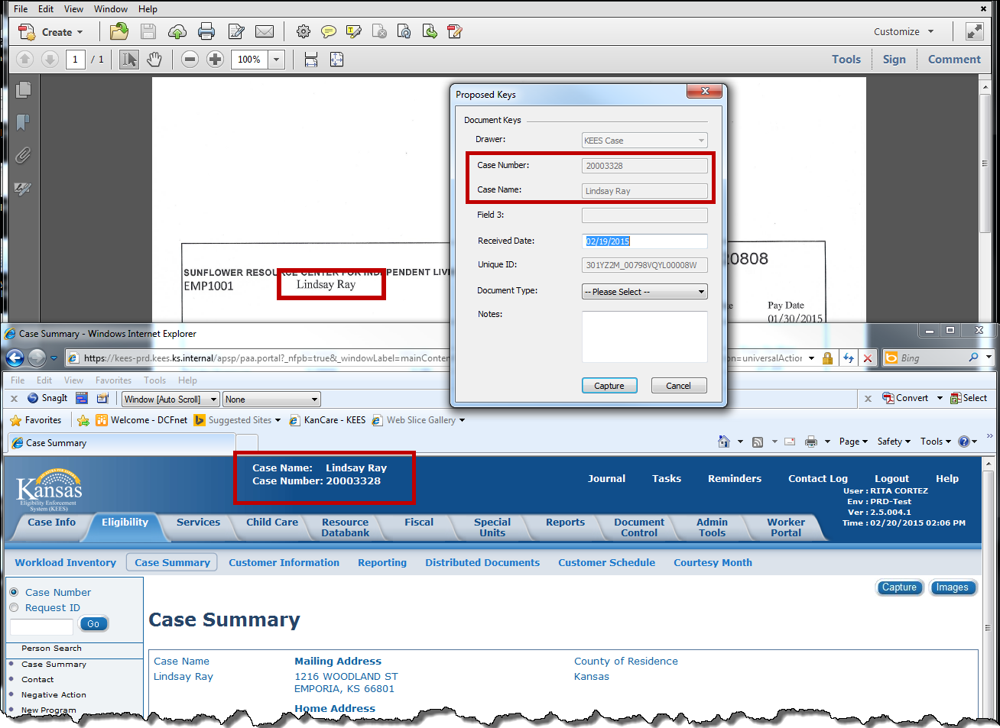 File Edit View Window Help
Create
Customize
1 / 1
100%
Tools Sign Comment
Proposed Keys
Document Keys
Drawer: KEES Case
Case Number: 20003328
Case Name: Lindsay Ray
Field 3:
Received Date: 02/19/2015
Unique ID: 301YZ2M_00798VQYL00008W
Document Type: -- Please Select --
Notes:
Capture Cancel
SUNFLOWER RESOURCE CENTER FOR INDEPENDENT LIVI
EMP1001
Lindsay Ray
20808
Pay Date
01/30/2015
Case Summary - Windows Internet Explorer
https://kees-prd.kees.ks.internal/apsp/paa.portal?_nfpb=true&_windowLabel=mainConten
on=universalAction
Bing
File Edit View Favorites Tools Help
SnagIt
Window [Auto Scroll]
None
Convert
Select
Favorites
Welcome - DCFnet
Suggested Sites
KanCare - KEES
Web Slice Gallery
Case Summary
Page Safety Tools
Kansas
Eligibility Enforcement
System (KEES)
Case Name: Lindsay Ray
Case Number: 20003328
Journal Tasks Reminders Contact Log Logout Help
User : RITA CORTEZ
Env : PRD-Test
Ver : 2.5.004.1
Time : 02/20/2015 02:06 PM
Case Info
Eligibility
Services
Child Care
Resource
Databank
Fiscal
Special
Units
Reports
Document
Control
Admin
Tools
Worker
Portal
Workload Inventory Case Summary Customer Information Reporting Distributed Documents Customer Schedule Courtesy Month
Capture Images
Case Number
Request ID
Go
Person Search
Case Summary
Contact
Negative Action
New Program
Case Summary
Case Name
Lindsay Ray
Mailing Address
1216 WOODLAND ST
EMPORIA, KS 66801
Home Address
County of Residence
Kansas